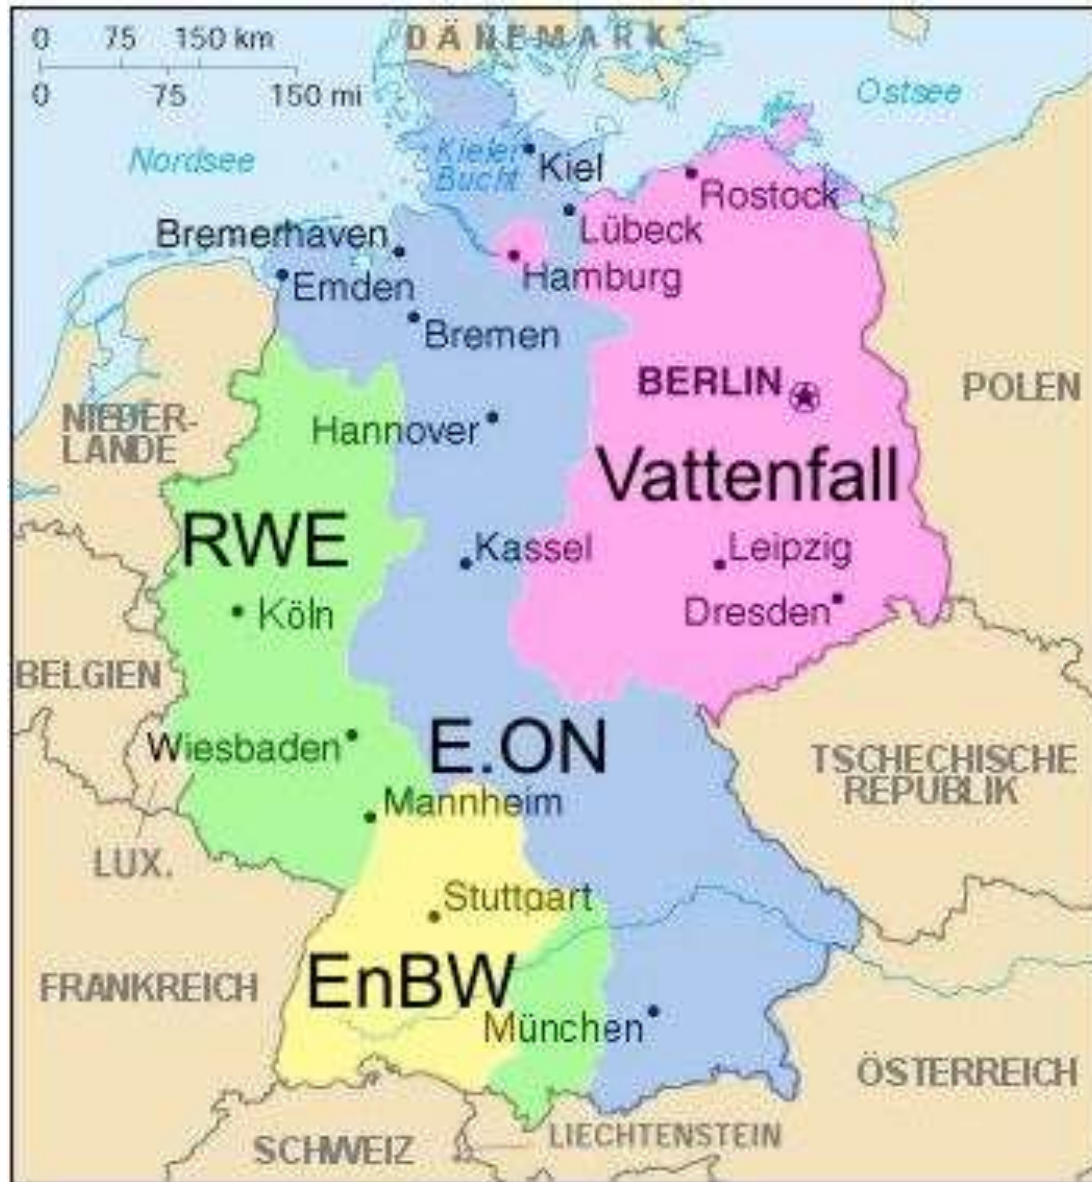 0 75 150 km
0 75 150 mi
DÄNEMARK
Ostsee
Nordsee
Kieler
Bucht
Kiel
Rostock
Lübeck
Bremerhaven
Hamburg
Emden
Bremen
BERLIN
POLEN
NIEDER-
LANDE
Hannover
Vattenfall
RWE
Kassel
Leipzig
Köln
Dresden
BELGIEN
Wiesbaden
E.ON
TSCHECHISCHE
REPUBLIK
Mannheim
LUX.
Stuttpart
FRANKREICH
EnBW
München
ÖSTERREICH
SCHWEIZ
LIECHTENSTEIN